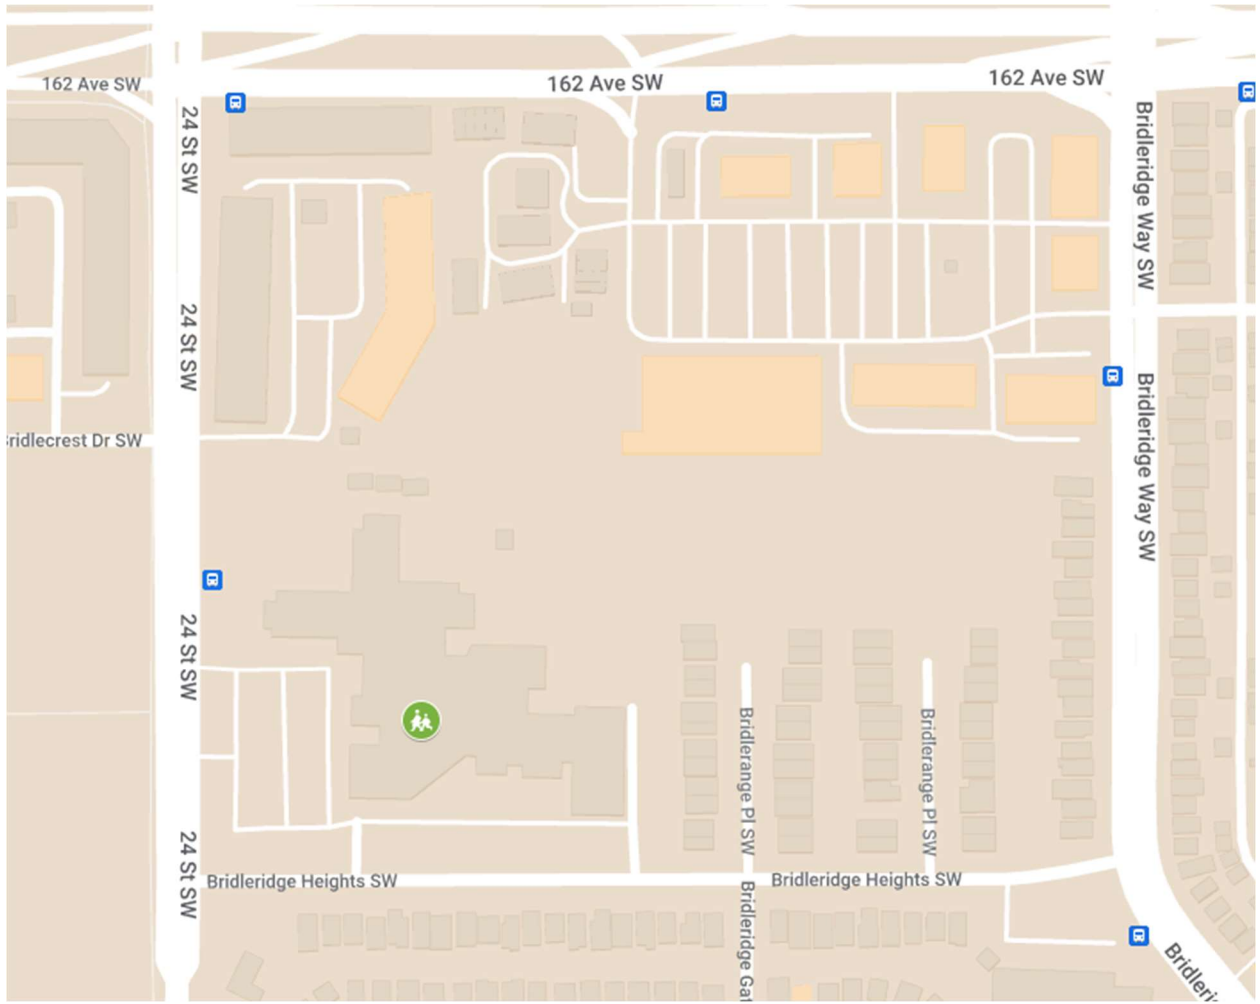 162 Ave SW
162 Ave SW
162 Ave SW
24 St SW
Bridleridge Way SW
24 St SW
Bridleridge Way SW
ridlecrest Dr SW
24 St SW
Bridlerange Pl SW
Bridlerange Pl SW
24 St SW
Bridleridge Heights SW
Bridleridge Heights SW
Bridleridge Gat
Bridleri